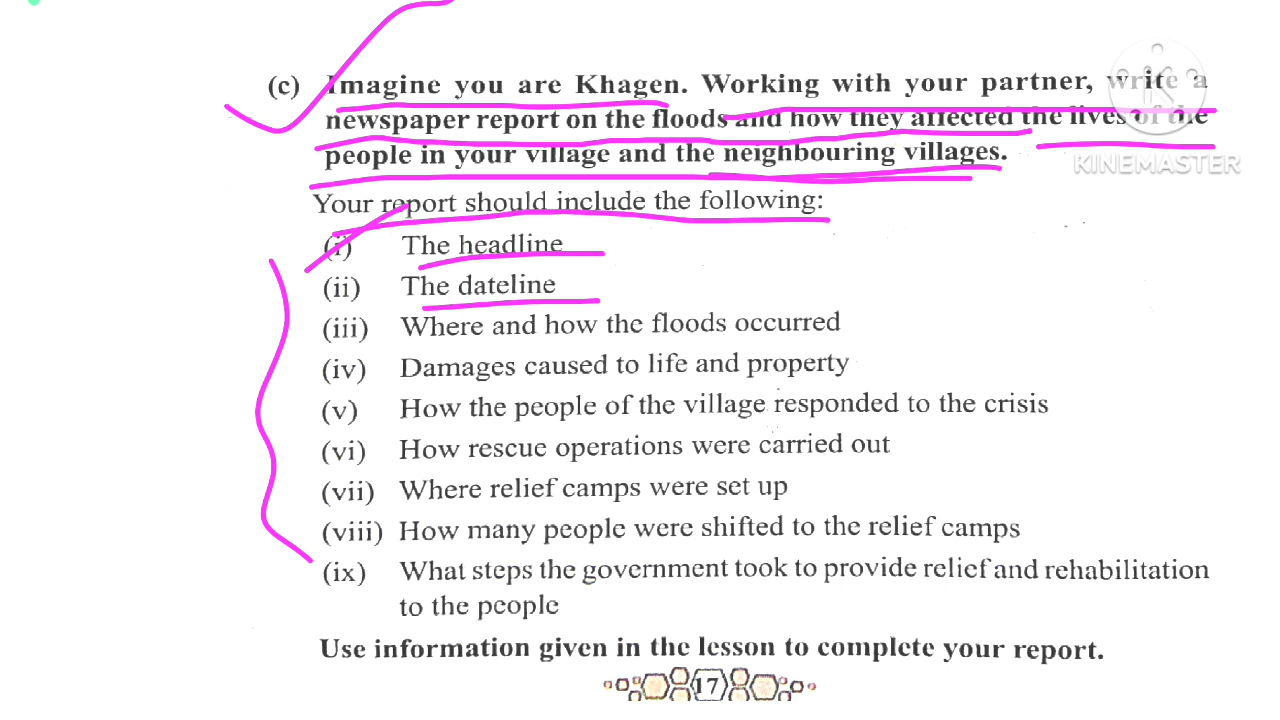 (c) Imagine you are Khagen. Working with your partner, write a
newspaper report on the floods and how they affected the lives of the
people in your village and the neighbouring villages.
KINEMASTER
Your report should include the following:
(i) The headline
(ii) The dateline
(iii) Where and how the floods occurred
(iv) Damages caused to life and property
(v) How the people of the village responded to the crisis
(vi) How rescue operations were carried out
(vii) Where relief camps were set up
(viii) How many people were shifted to the relief camps
(ix) What steps the government took to provide relief and rehabilitation
to the people
Use information given in the lesson to complete your report.
17